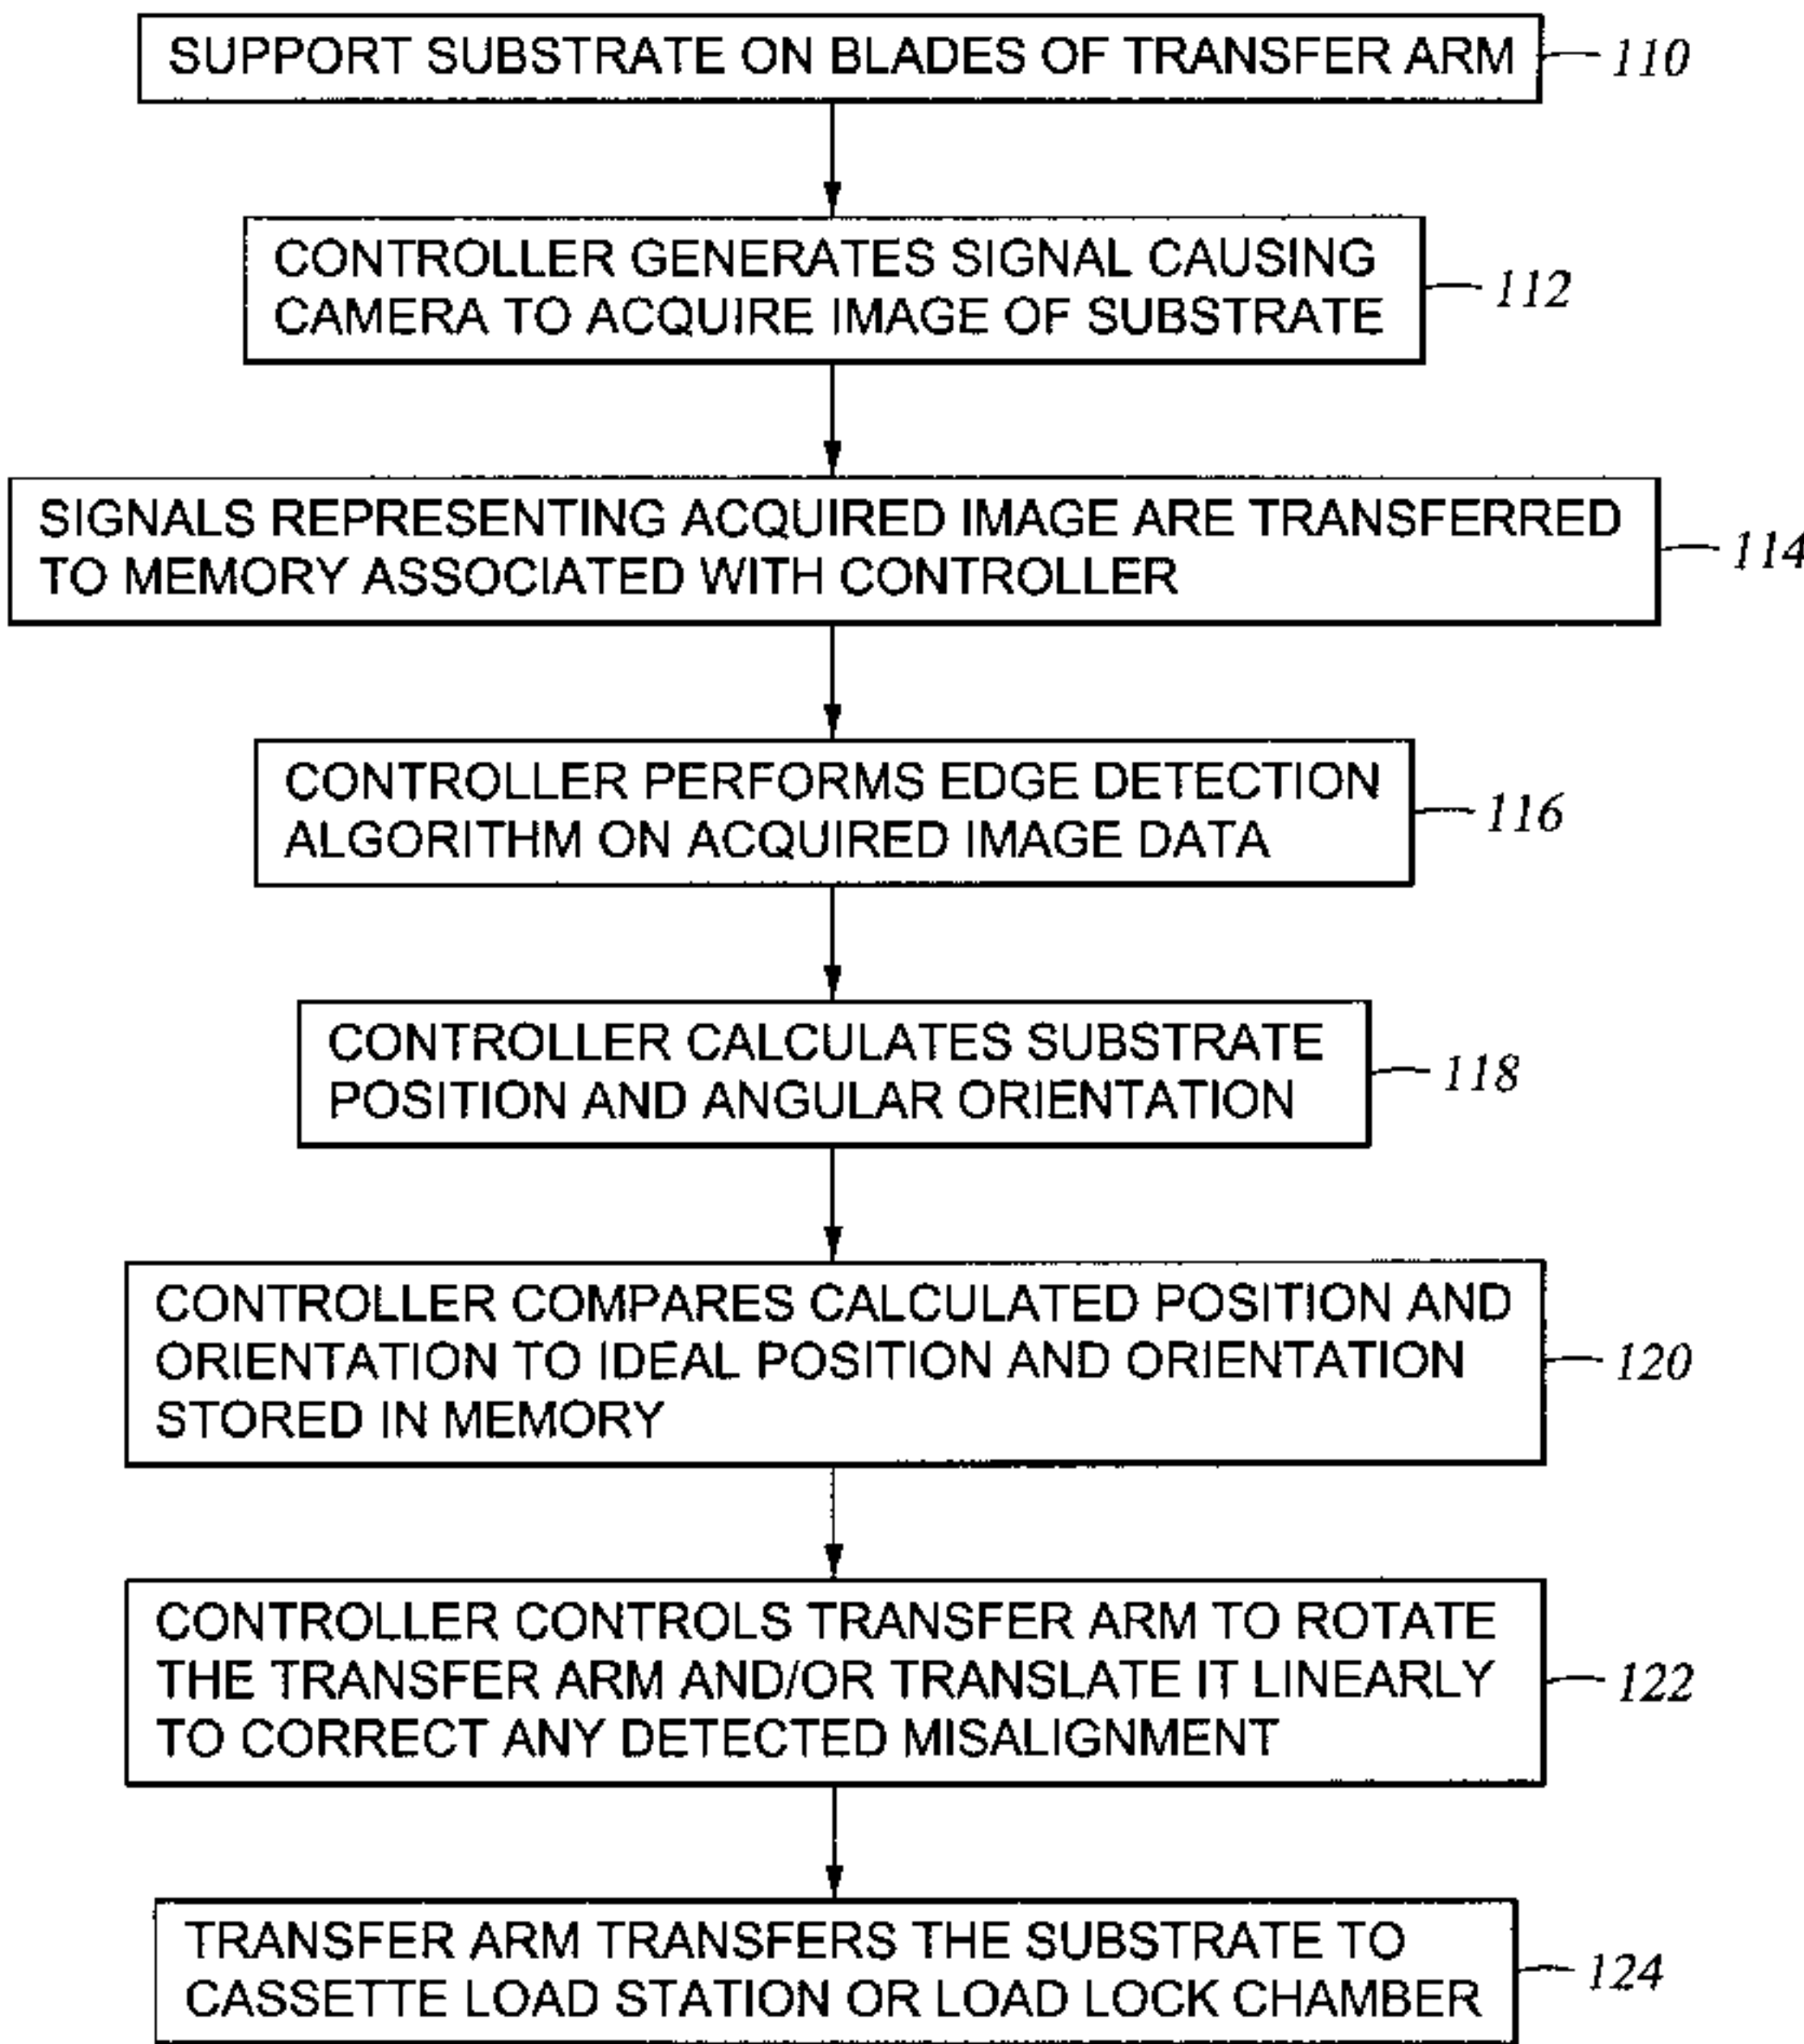 SUPPORT SUBSTRATE ON BLADES OF TRANSFER ARM
110
CONTROLLER GENERATES SIGNAL CAUSING
CAMERA TO ACQUIRE IMAGE OF SUBSTRATE
112
SIGNALS REPRESENTING ACQUIRED IMAGE ARE TRANSFERRED
TO MEMORY ASSOCIATED WITH CONTROLLER
114
CONTROLLER PERFORMS EDGE DETECTION
ALGORITHM ON ACQUIRED IMAGE DATA
116
CONTROLLER CALCULATES SUBSTRATE
POSITION AND ANGULAR ORIENTATION
118
CONTROLLER COMPARES CALCULATED POSITION AND
ORIENTATION TO IDEAL POSITION AND ORIENTATION
STORED IN MEMORY
120
CONTROLLER CONTROLS TRANSFER ARM TO ROTATE
THE TRANSFER ARM AND/OR TRANSLATE IT LINEARLY
TO CORRECT ANY DETECTED MISALIGNMENT
122
TRANSFER ARM TRANSFERS THE SUBSTRATE TO
CASSETTE LOAD STATION OR LOAD LOCK CHAMBER
124